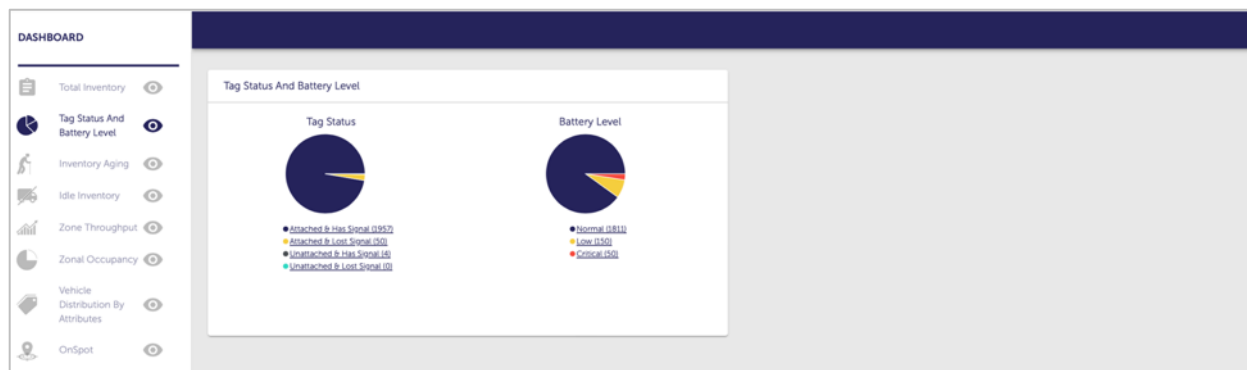 DASHBOARD
Total Inventory
Tag Status And
Battery Level
Inventory Aging
Idle Inventory
Zone Throughput
Zonal Occupancy
Vehicle
Distribution By
Attributes
OnSpot
Tag Status And Battery Level
Tag Status
Attached & Has Signal (1957)
Attached & Lost Signal (50)
Unattached & Has Signal (4)
Unattached & Lost Signal (0)
Battery Level
Normal (1811)
Low (150)
Critical (50)